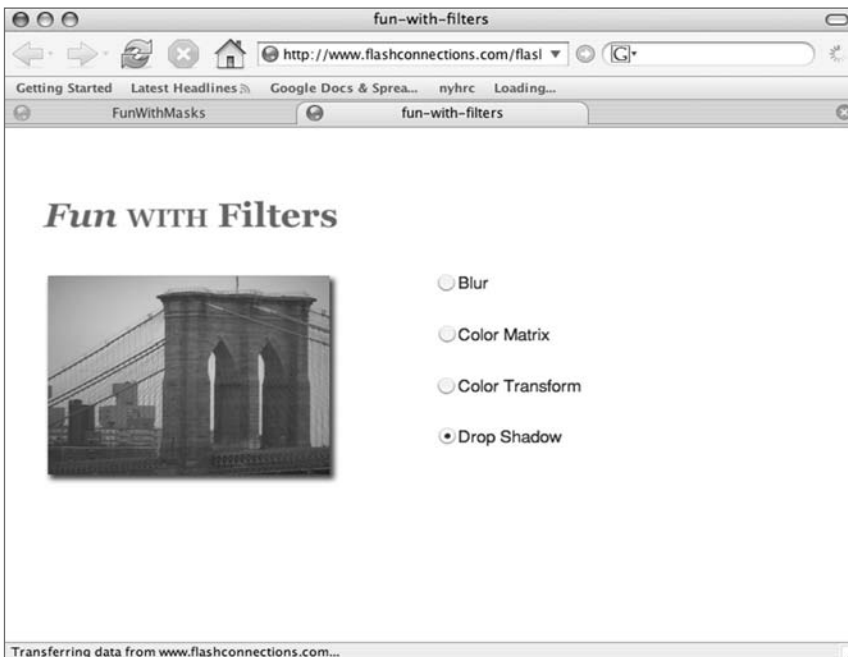 fun-with-filters
http://www.flashconnections.com/flasl
G
Getting Started Latest Headlines Google Docs & Sprea... nyhrc Loading...
FunWithMasks fun-with-filters
Fun WITH Filters
Blur
Color Matrix
Color Transform
Drop Shadow
Transferring data from www.flashconnections.com...